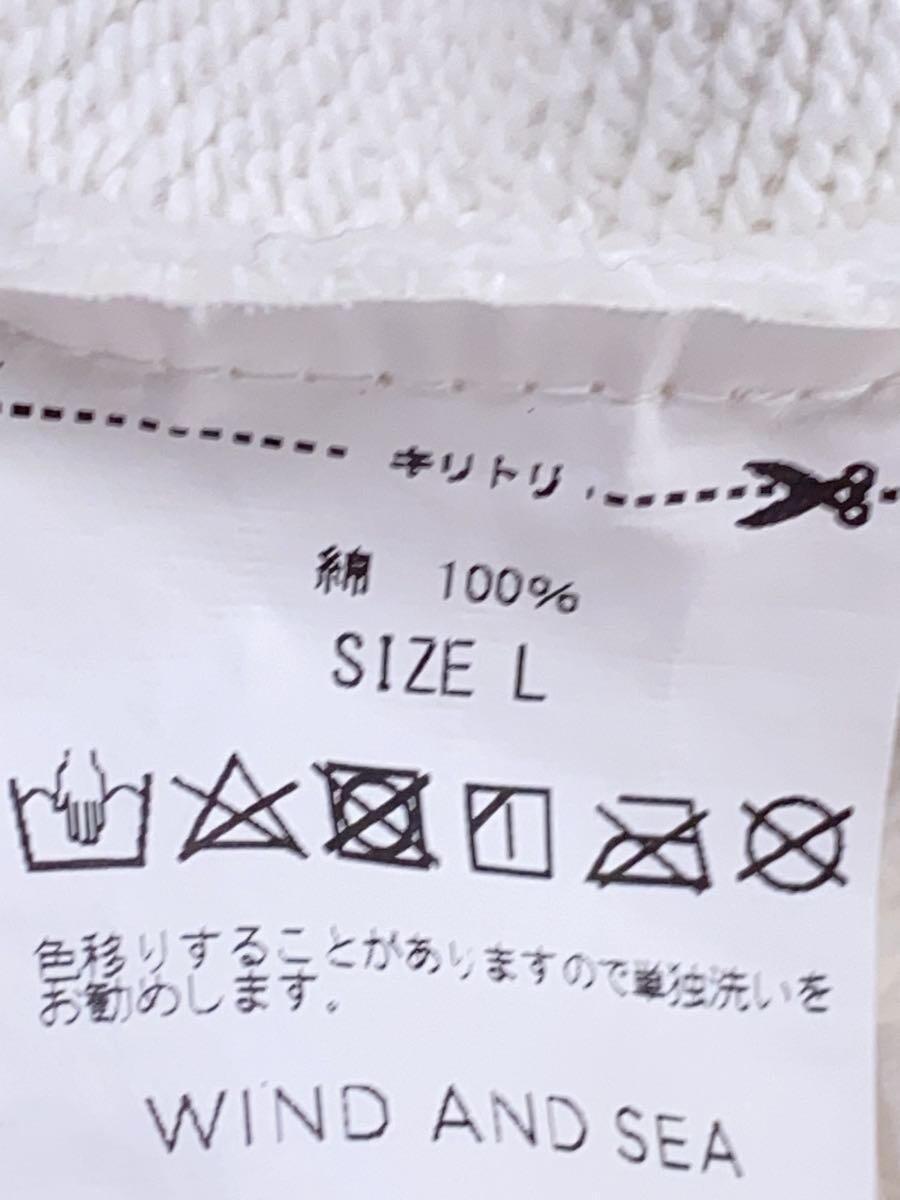 キリトリ
綿 100%
SIZE L
色移りすることがありますので単独洗いを
お勧めします。
WIND AND SEA